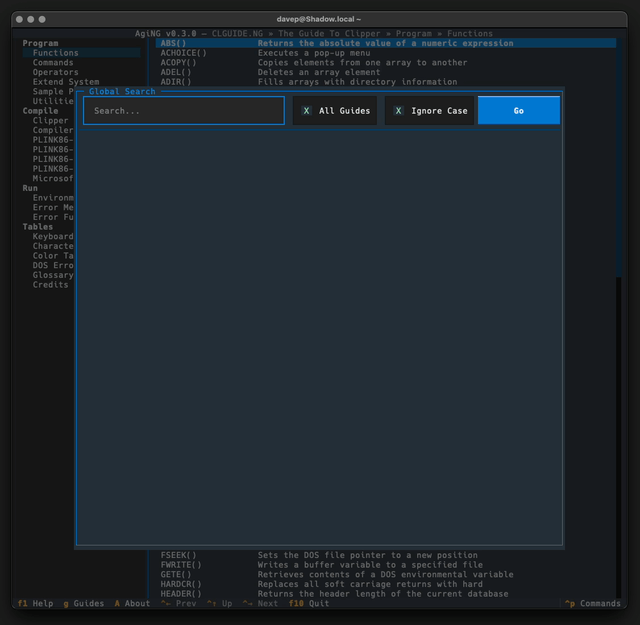 davep@Shadow.local ~
AgiNG v0.3.0 — CLGUIDE.NG » The Guide To Clipper » Program » Functions
Program
Functions
Commands
Operators
Extend System
Sample P
Utilitie
Compile
Clipper
Compiler
PLINK86-
PLINK86-
PLINK86-
Microsof
Run
Environm
Error Me
Error Fu
Tables
Keyboard
Characte
Color Ta
DOS Erro
Glossary
Credits
ABS() Returns the absolute value of a numeric expression
ACHOICE() Executes a pop-up menu
ACOPY() Copies elements from one array to another
ADEL() Deletes an array element
ADIR() Fills arrays with directory information
Global Search
Search... X All Guides X Ignore Case Go
FSEEK() Sets the DOS file pointer to a new position
FWRITE() Writes a buffer variable to a specified file
GETE() Retrieves contents of a DOS environmental variable
HARDCR() Replaces all soft carriage returns with hard
HEADER() Returns the header length of the current database
f1 Help g Guides A About ^← Prev ^↑ Up ^→ Next f10 Quit ^p Commands